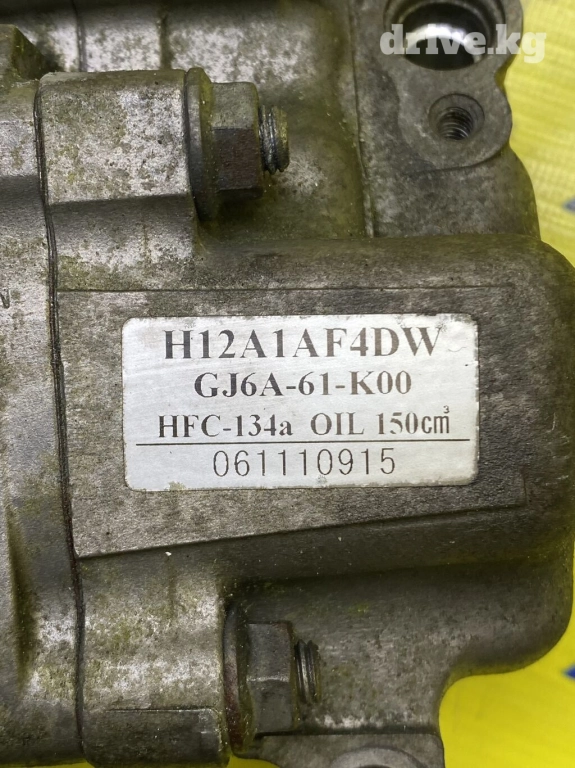 drive.kg
H12A1AF4DW
GJ6A-61-K00
HFC-134a OIL 150cm³
061110915